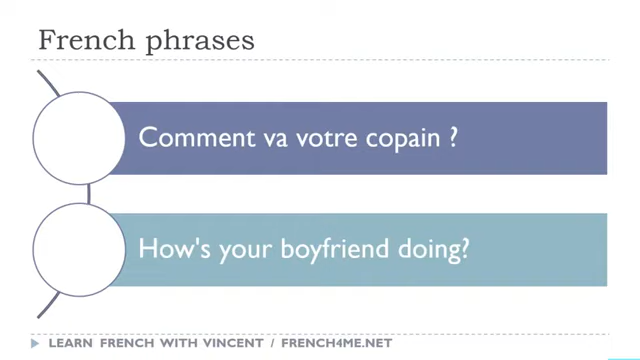 French phrases
Comment va votre copain ?
How's your boyfriend doing?
LEARN FRENCH WITH VINCENT / FRENCH4ME.NET